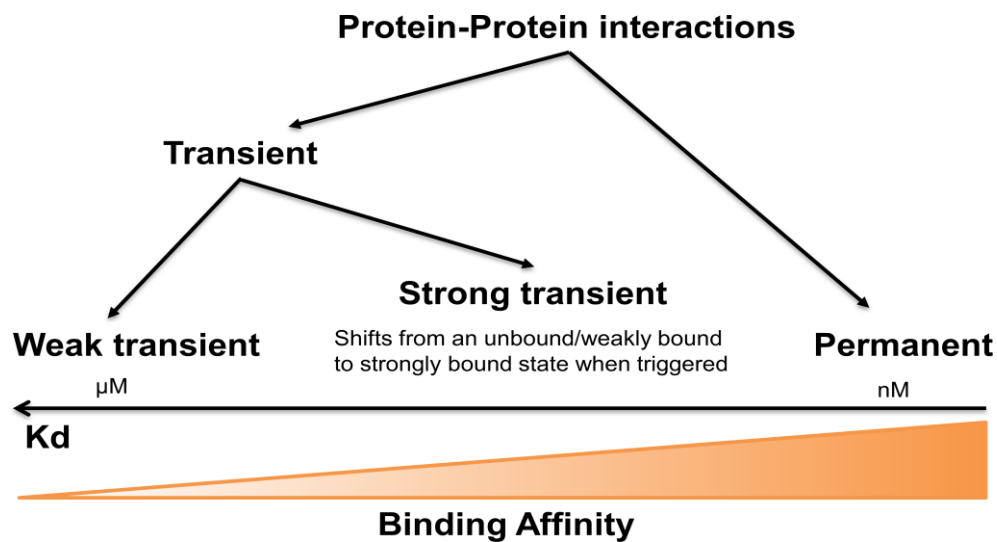 Protein-Protein interactions
Transient
Strong transient
Shifts from an unbound/weakly bound
to strongly bound state when triggered
Weak transient
Permanent
µM
nM
Kd
Binding Affinity